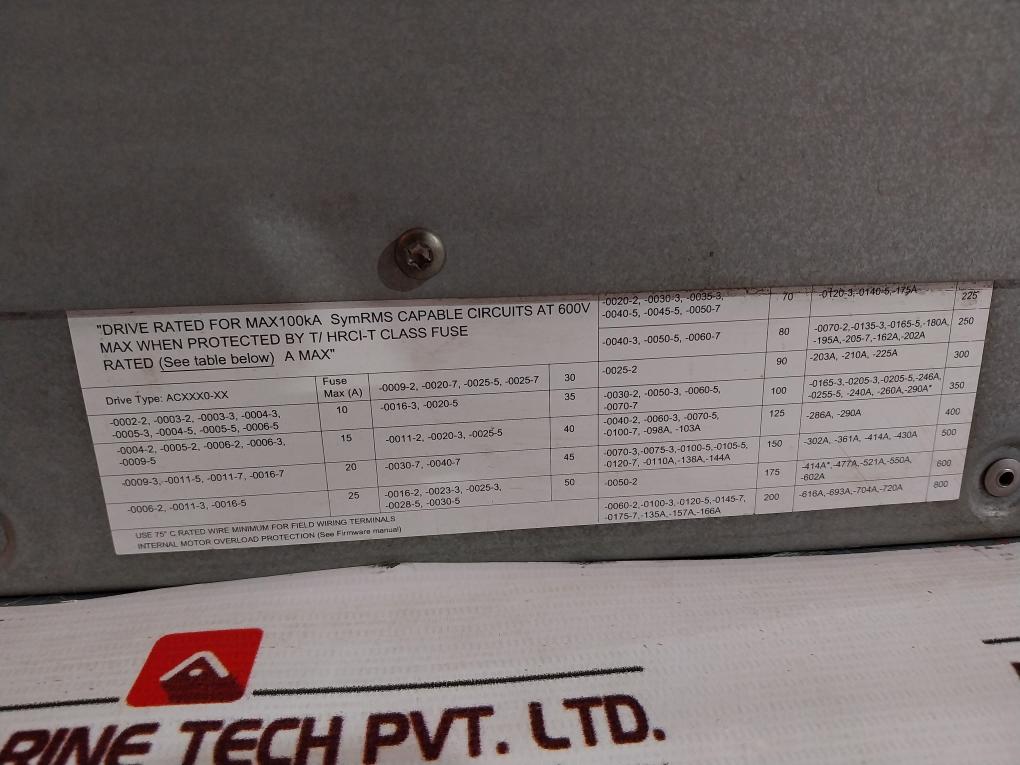 "DRIVE RATED FOR MAX100kA SymRMS CAPABLE CIRCUITS AT 600V
MAX WHEN PROTECTED BY T/ HRCI-T CLASS FUSE
RATED (See table below) A MAX"
Drive Type: ACXXX0-XX
Fuse
Max (A)
-0002-2, -0003-2, -0003-3, -0004-3,
-0005-3, -0004-5, -0005-5, -0006-5
10
-0004-2, -0005-2, -0006-2, -0006-3,
-0009-5
15
-0009-3, -0011-5, -0011-7, -0016-7
20
-0006-2, -0011-3, -0016-5
25
-0009-2, -0020-7, -0025-5, -0025-7
30
-0016-3, -0020-5
35
-0011-2, -0020-3, -0025-5
40
-0030-7, -0040-7
45
-0016-2, -0023-3, -0025-3,
-0028-5, -0030-5
50
-0020-2, -0030-3, -0035-3,
-0040-5, -0045-5, -0050-7
70
-0040-3, -0050-5, -0060-7
80
-0025-2
90
-0030-2, -0050-3, -0060-5,
-0070-7
100
-0040-2, -0060-3, -0070-5,
-0100-7, -098A, -103A
125
-0070-3,-0075-3,-0100-5,-0105-5,
-0120-7, -0110A,-138A,-144A
150
-0050-2
175
-0060-2,-0100-3,-0120-5,-0145-7,
-0175-7,-135A,-157A,-166A
200
-0120-3,-0140-5,-175A
225
-0070-2,-0135-3,-0165-5,-180A,
-195A,-205-7,-162A,-202A
250
-203A, -210A, -225A
300
-0165-3,-0205-3,-0205-5,-246A,
-0255-5, -240A, -260A,-290A*
350
-286A, -290A
400
-302A, -361A, -414A, -430A
500
-414A*,-477A,-521A,-550A,
-602A
600
-616A,-693A,-704A,-720A
800
USE 75° C RATED WIRE MINIMUM FOR FIELD WIRING TERMINALS
INTERNAL MOTOR OVERLOAD PROTECTION (See Firmware manual)
RINE TECH PVT. LTD.